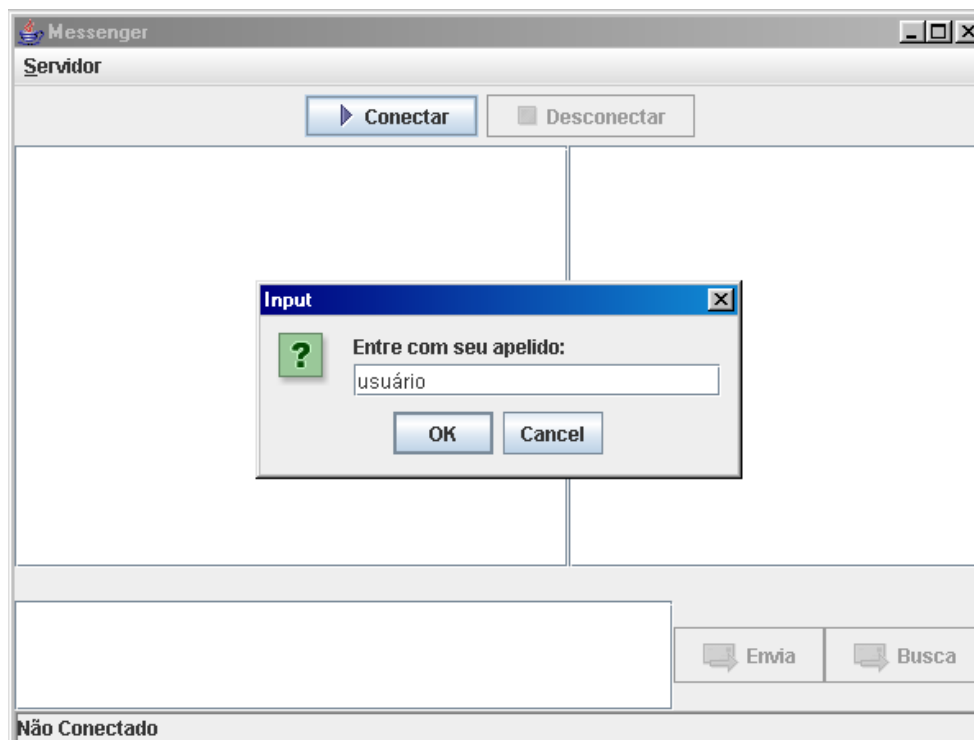 Messenger
Servidor
Conectar
Desconectar
Input
?
Entre com seu apelido:
usuário
OK
Cancel
Envia
Busca
Não Conectado